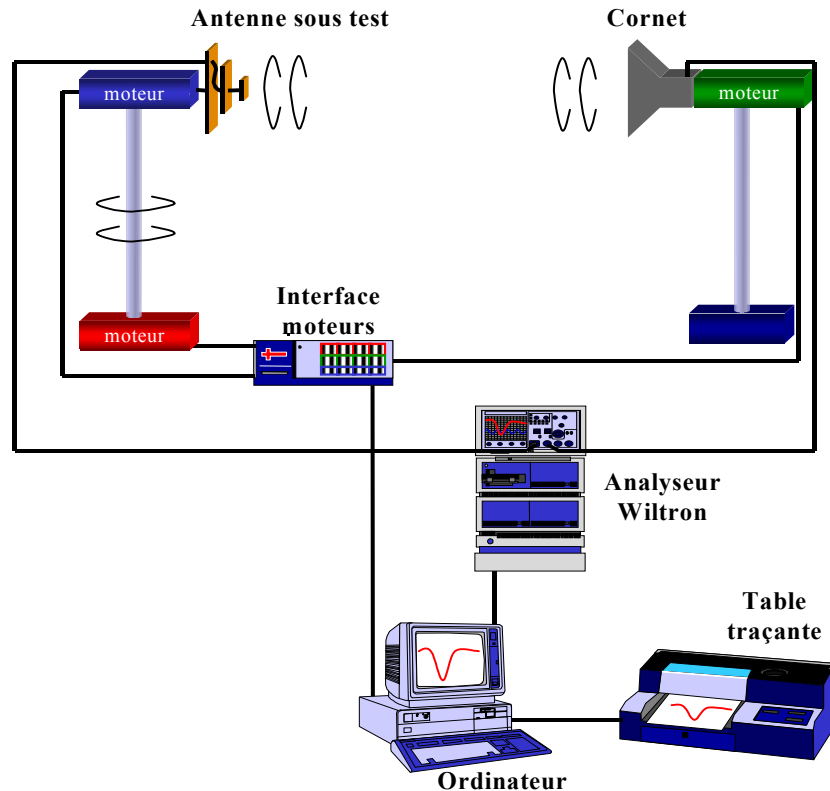 Antenne sous test
Cornet
moteur
moteur
moteur
Interface
moteurs
Analyseur
Wiltron
Table
traçante
Ordinateur